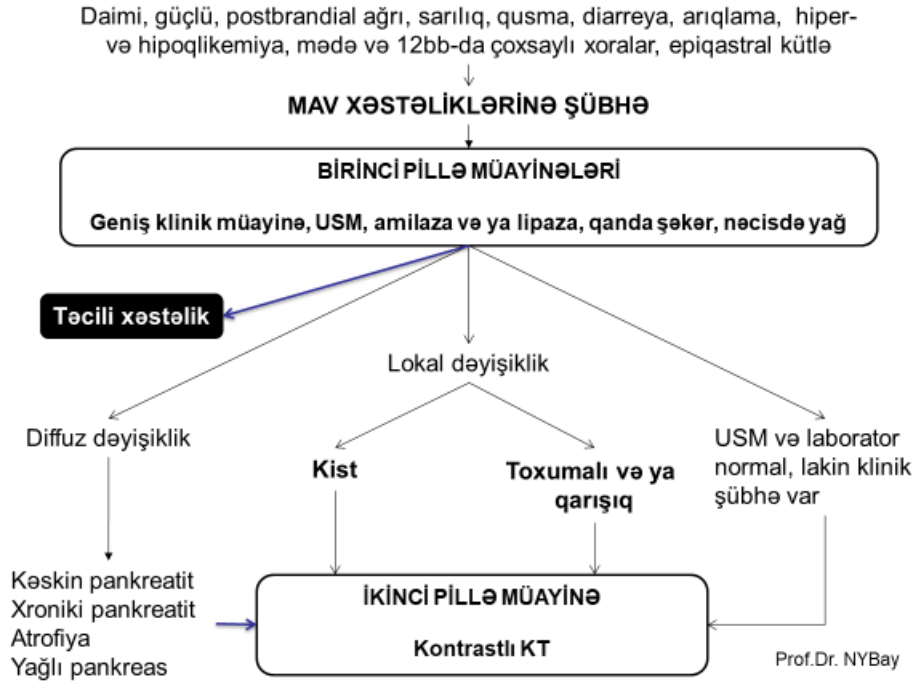 Daimi, güçlü, postbrandial ağrı, sarılıq, qusma, diarreya, arıqlama, hiper-
və hipoqlikemiya, mədə və 12bb-da çoxsaylı xoralar, epiqastral kütlə
MAV XƏSTƏLİKLƏRİNƏ ŞÜBHƏ
BİRİNCİ PİLLƏ MÜAYİNƏLƏRİ
Geniş klinik müayinə, USM, amilaza və ya lipaza, qanda şəkər, nəcisdə yağ
Təcili xəstəlik
Lokal dəyişiklik
Diffuz dəyişiklik
Kist
Toxumalı və ya
qarışıq
USM və laborator
normal, lakin klinik
şübhə var
Kəskin pankreatit
Xroniki pankreatit
Atrofiya
Yağlı pankreas
İKİNCİ PİLLƏ MÜAYİNƏ
Kontrastlı KT
Prof.Dr. NYBay